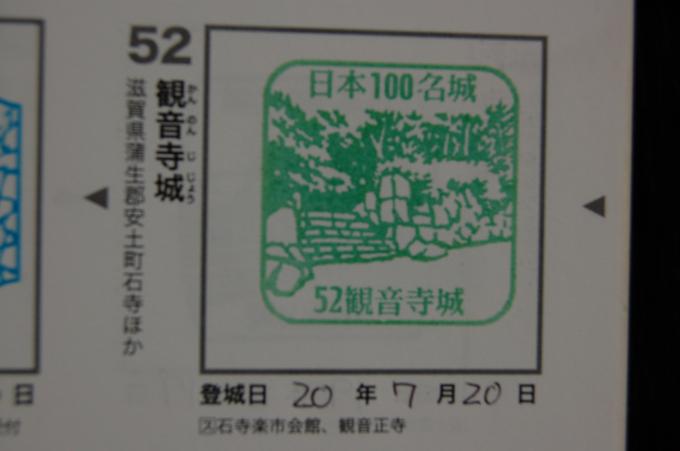 52
観音寺城
かんのんじじょう
滋賀県蒲生郡安土町石寺ほか
日本100名城
52観音寺城
登城日 20 年 7 月 20 日
ス石寺楽市会館、観音正寺
日